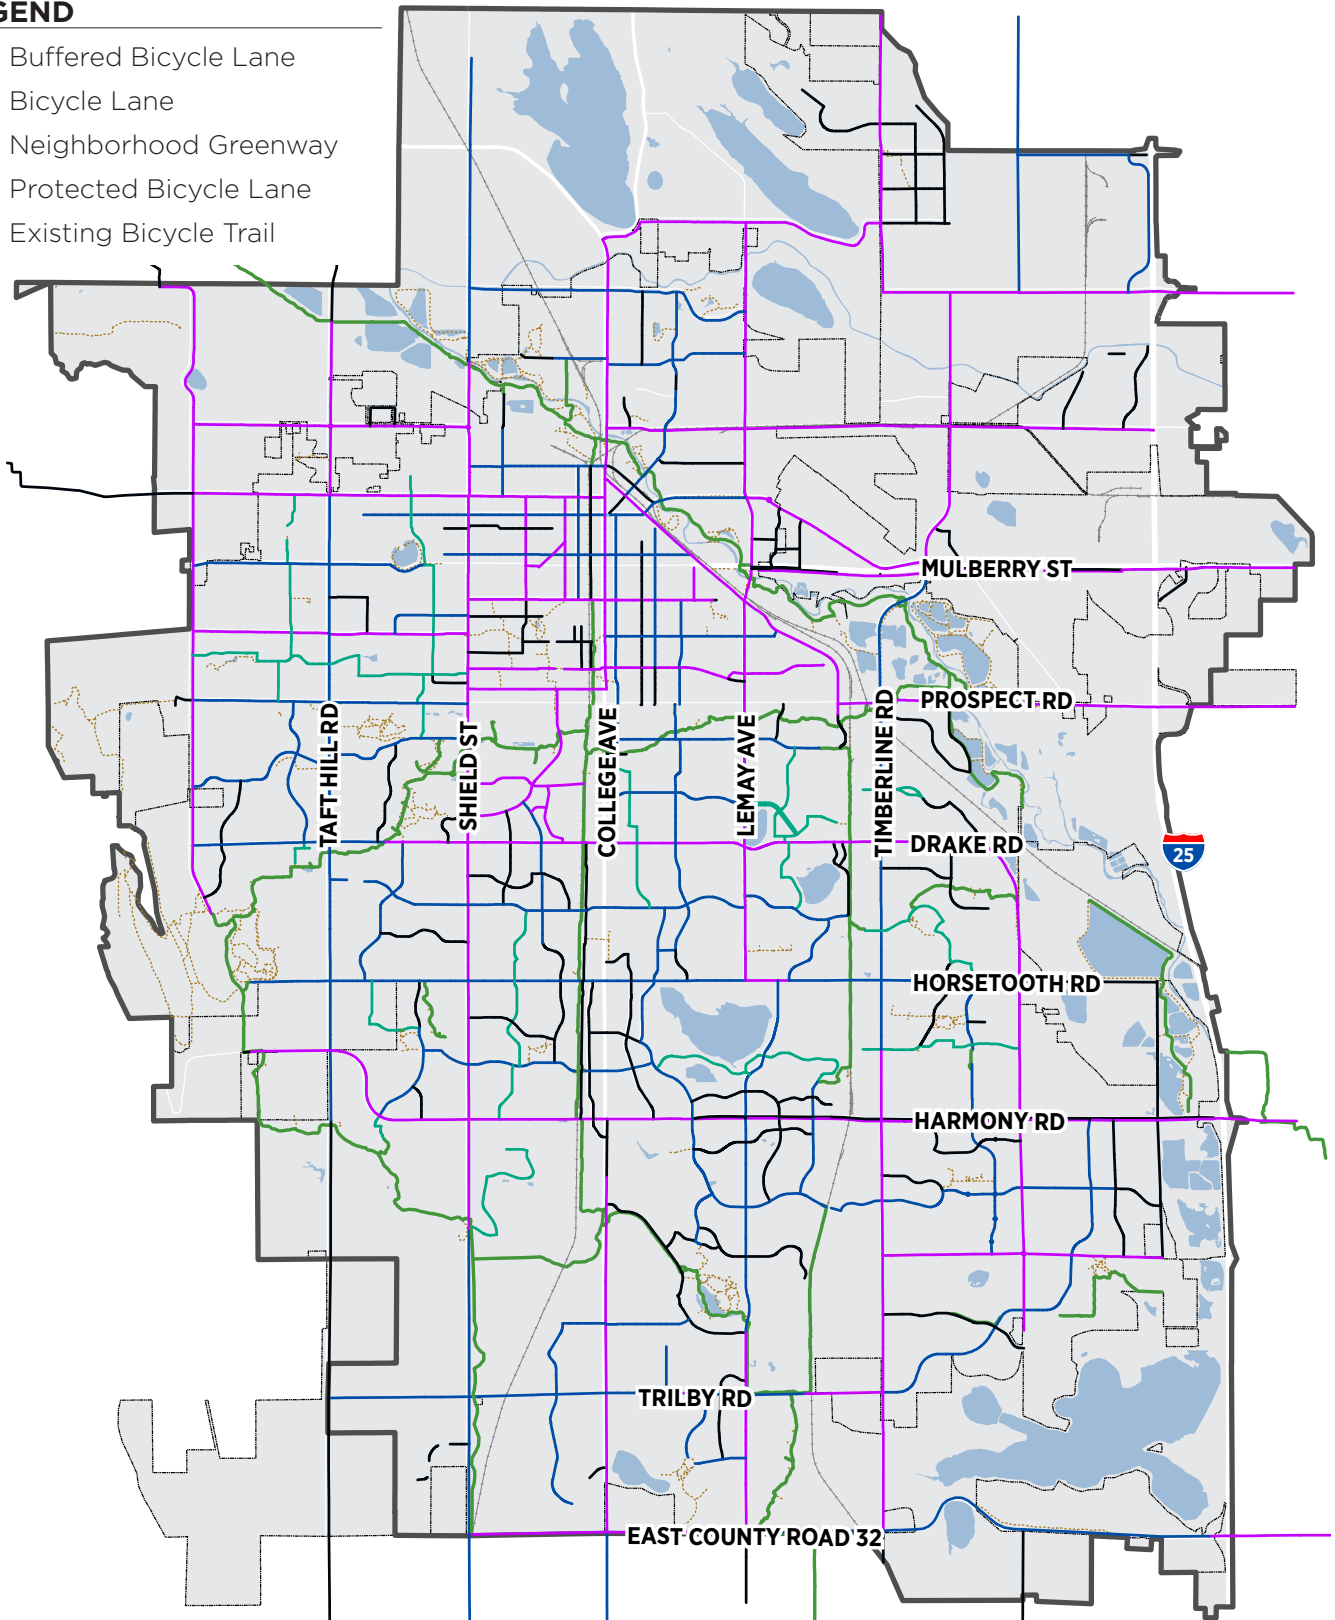 GEND
Buffered Bicycle Lane
Bicycle Lane
Neighborhood Greenway
Protected Bicycle Lane
Existing Bicycle Trail
MULBERRY ST
PROSPECT RD
TAFT HILL RD
SHIELD ST
COLLEGE AVE
LEMAY AVE
TIMBERLINE RD
DRAKE RD
25
HORSETOOTH RD
HARMONY RD
TRILBY RD
EAST COUNTY ROAD 32